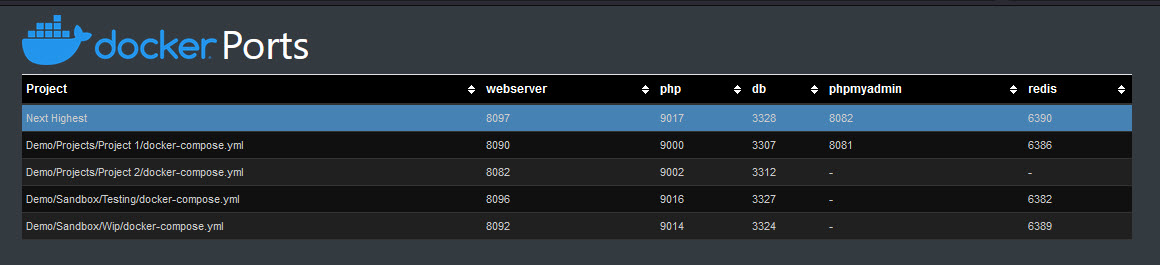 docker Ports
Project webserver php db phpmyadmin redis
Next Highest 8097 9017 3328 8082 6390
Demo/Projects/Project 1/docker-compose.yml 8090 9000 3307 8081 6386
Demo/Projects/Project 2/docker-compose.yml 8082 9002 3312 - -
Demo/Sandbox/Testing/docker-compose.yml 8096 9016 3327 - 6382
Demo/Sandbox/Wip/docker-compose.yml 8092 9014 3324 - 6389